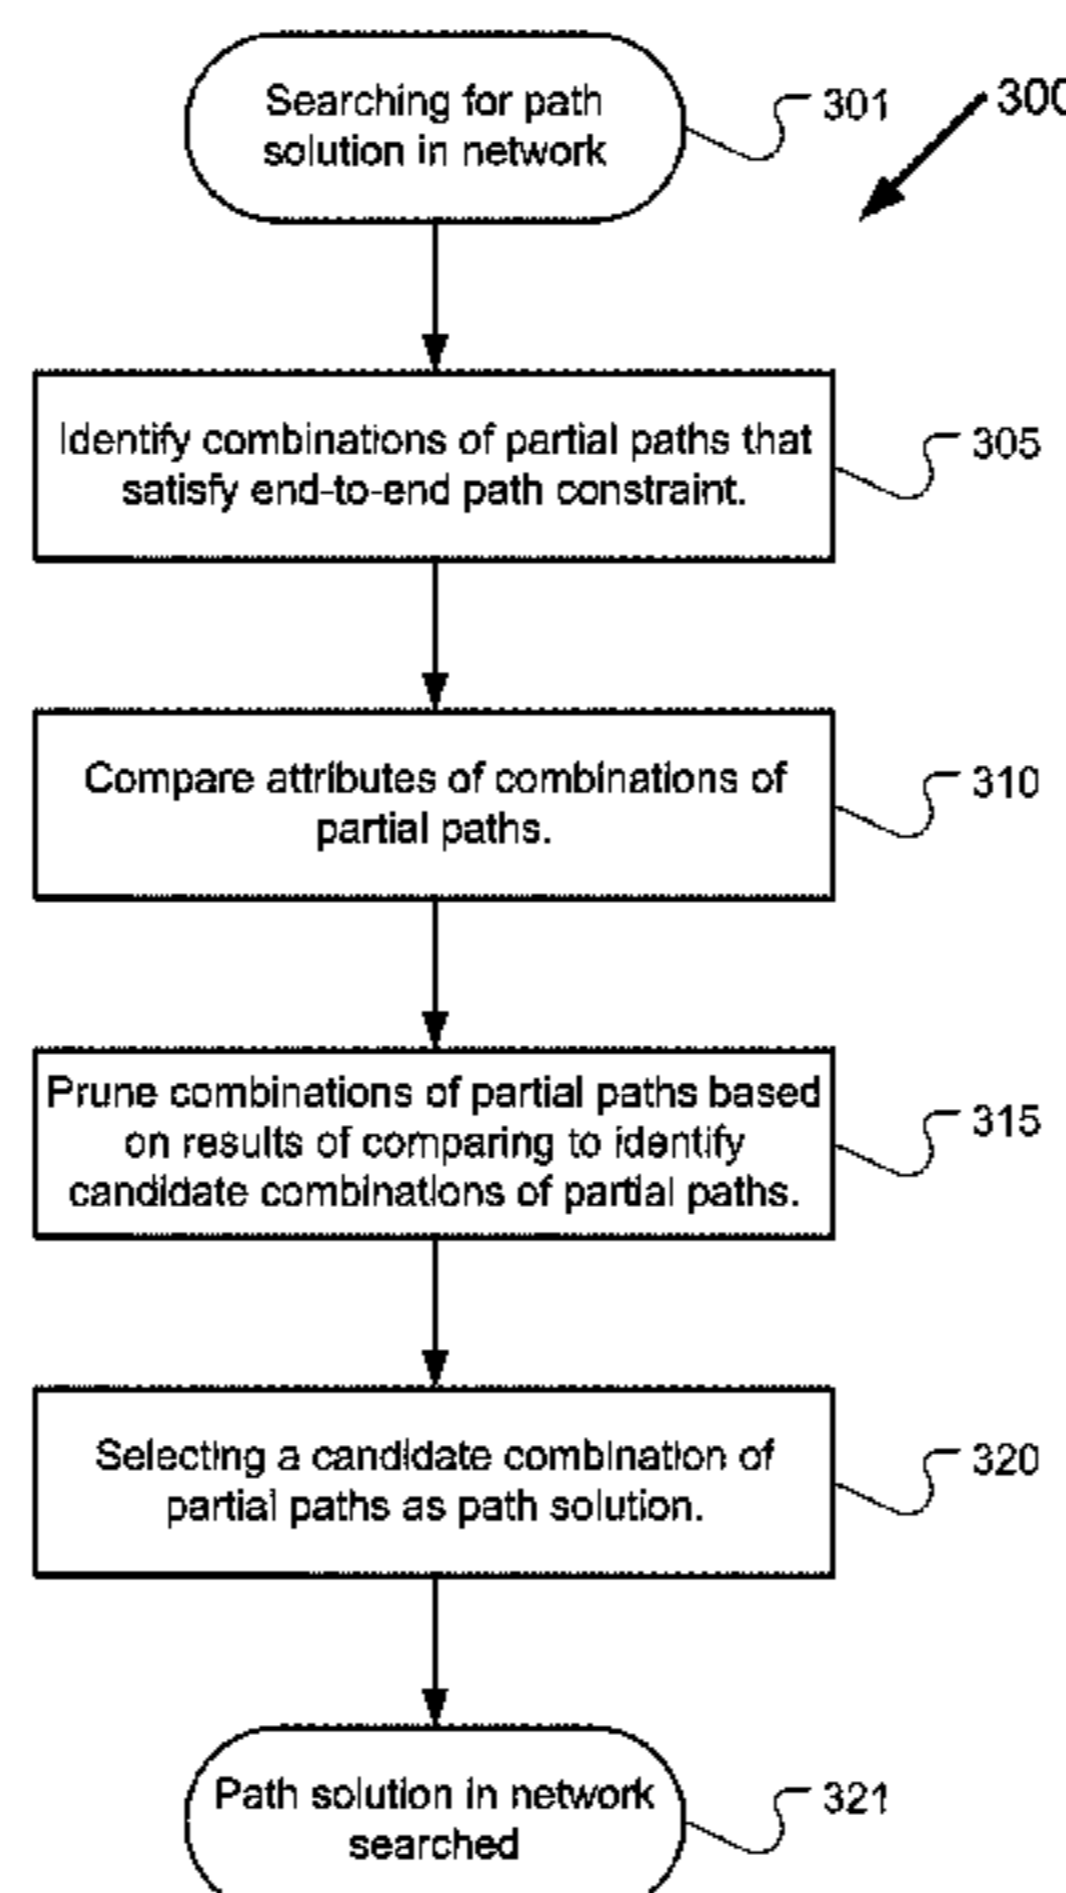 Searching for path
solution in network
301
300
Identify combinations of partial paths that
satisfy end-to-end path constraint.
305
Compare attributes of combinations of
partial paths.
310
Prune combinations of partial paths based
on results of comparing to identify
candidate combinations of partial paths.
315
Selecting a candidate combination of
partial paths as path solution.
320
Path solution in network
searched
321